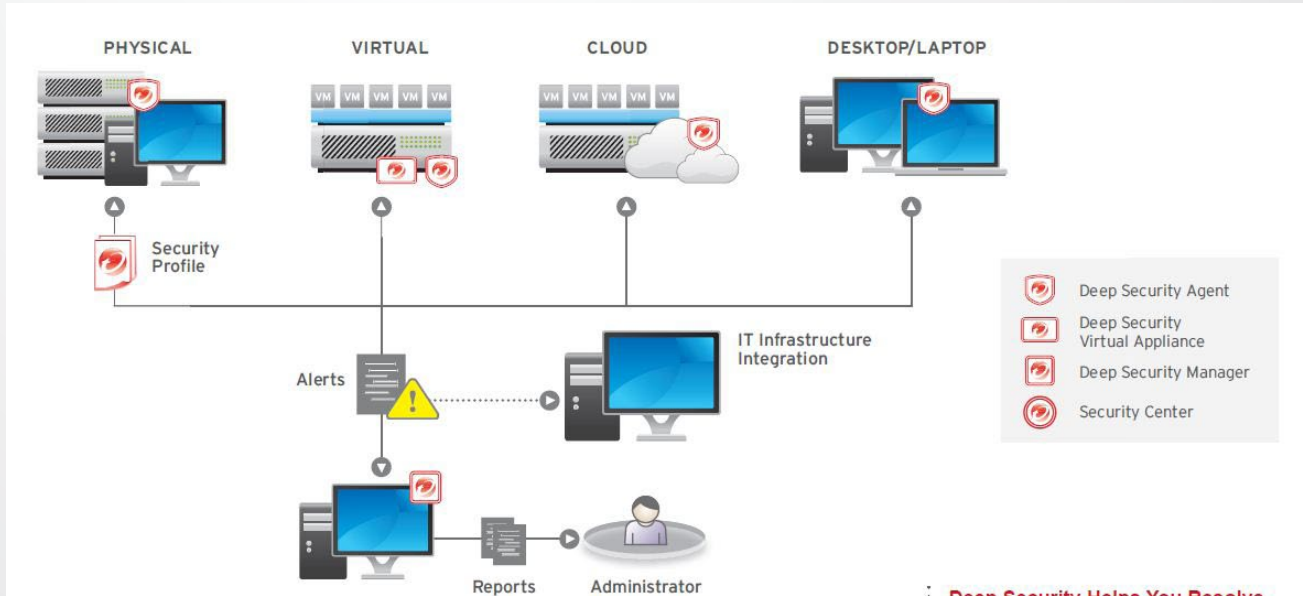 PHYSICAL
VIRTUAL
CLOUD
DESKTOP/LAPTOP
VM VM VM VM VM
VM VM VM VM VM
Security
Profile
Alerts
IT Infrastructure
Integration
Deep Security Agent
Deep Security
Virtual Appliance
Deep Security Manager
Security Center
Reports
Administrator
Deep Security Helps You Resolve